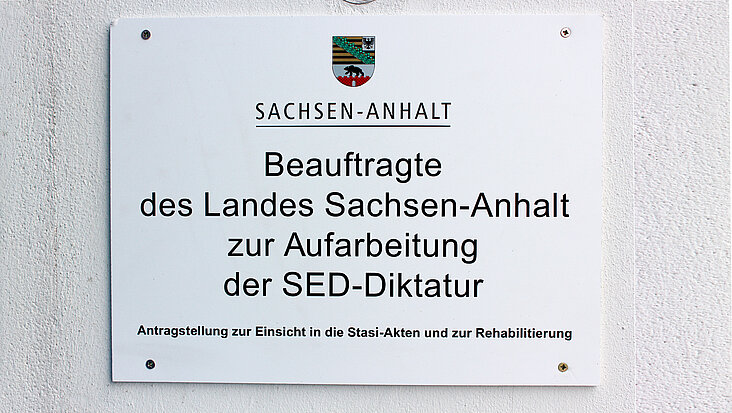 SACHSEN-ANHALT
Beauftragte
des Landes Sachsen-Anhalt
zur Aufarbeitung
der SED-Diktatur
Antragstellung zur Einsicht in die Stasi-Akten und zur Rehabilitierung